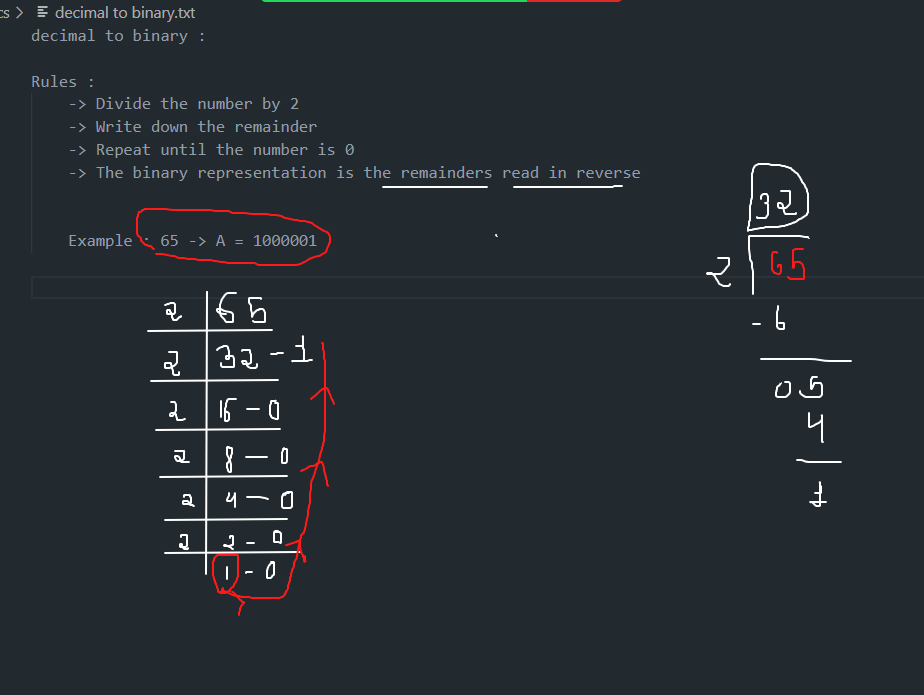 cs > decimal to binary.txt
decimal to binary :
Rules :
-> Divide the number by 2
-> Write down the remainder
-> Repeat until the number is 0
-> The binary representation is the remainders read in reverse
Example : 65 -> A = 1000001
2 65
2 32 - 1
2 16 - 0
2 8 - 0
2 4 - 0
2 2 - 0
1 - 0
32
2 65
- 6
05
4
1